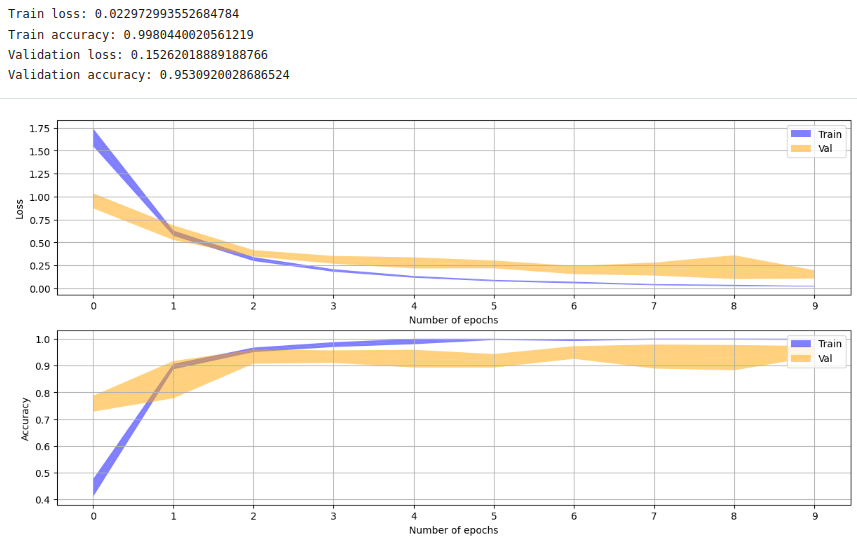 Train loss: 0.022972993552684784
Train accuracy: 0.9980440020561219
Validation loss: 0.15262018889188766
Validation accuracy: 0.9530920028686524
1.75
1.50
1.25
1.00
0.75
0.50
0.25
0.00
Loss
Train
Val
0 1 2 3 4 5 6 7 8 9
Number of epochs
1.0
0.9
0.8
0.7
0.6
0.5
0.4
Accuracy
Train
Val
0 1 2 3 4 5 6 7 8 9
Number of epochs